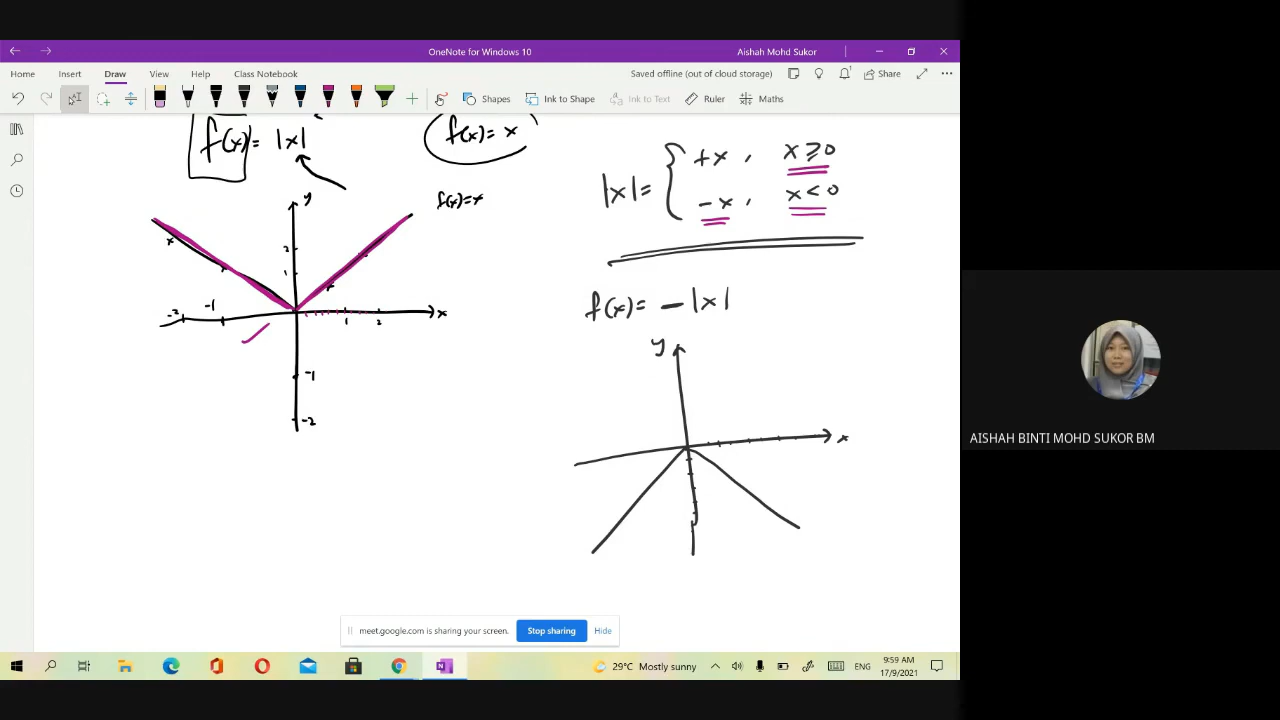 OneNote for Windows 10
Aishah Mohd Sukor
Home Insert Draw View Help Class Notebook
Saved offline (out of cloud storage) Share
Shapes Ink to Shape Ink to Text Ruler Maths
f(x) = |x|
f(x) = x
|x| = { +x , x ≥ 0
-x , x < 0
y
f(x) = x
2
1
-2 -1 1 2 x
-1
-2
f(x) = -|x|
y
x
AISHAH BINTI MOHD SUKOR BM
meet.google.com is sharing your screen. Stop sharing Hide
29°C Mostly sunny
ENG
9:59 AM
17/9/2021